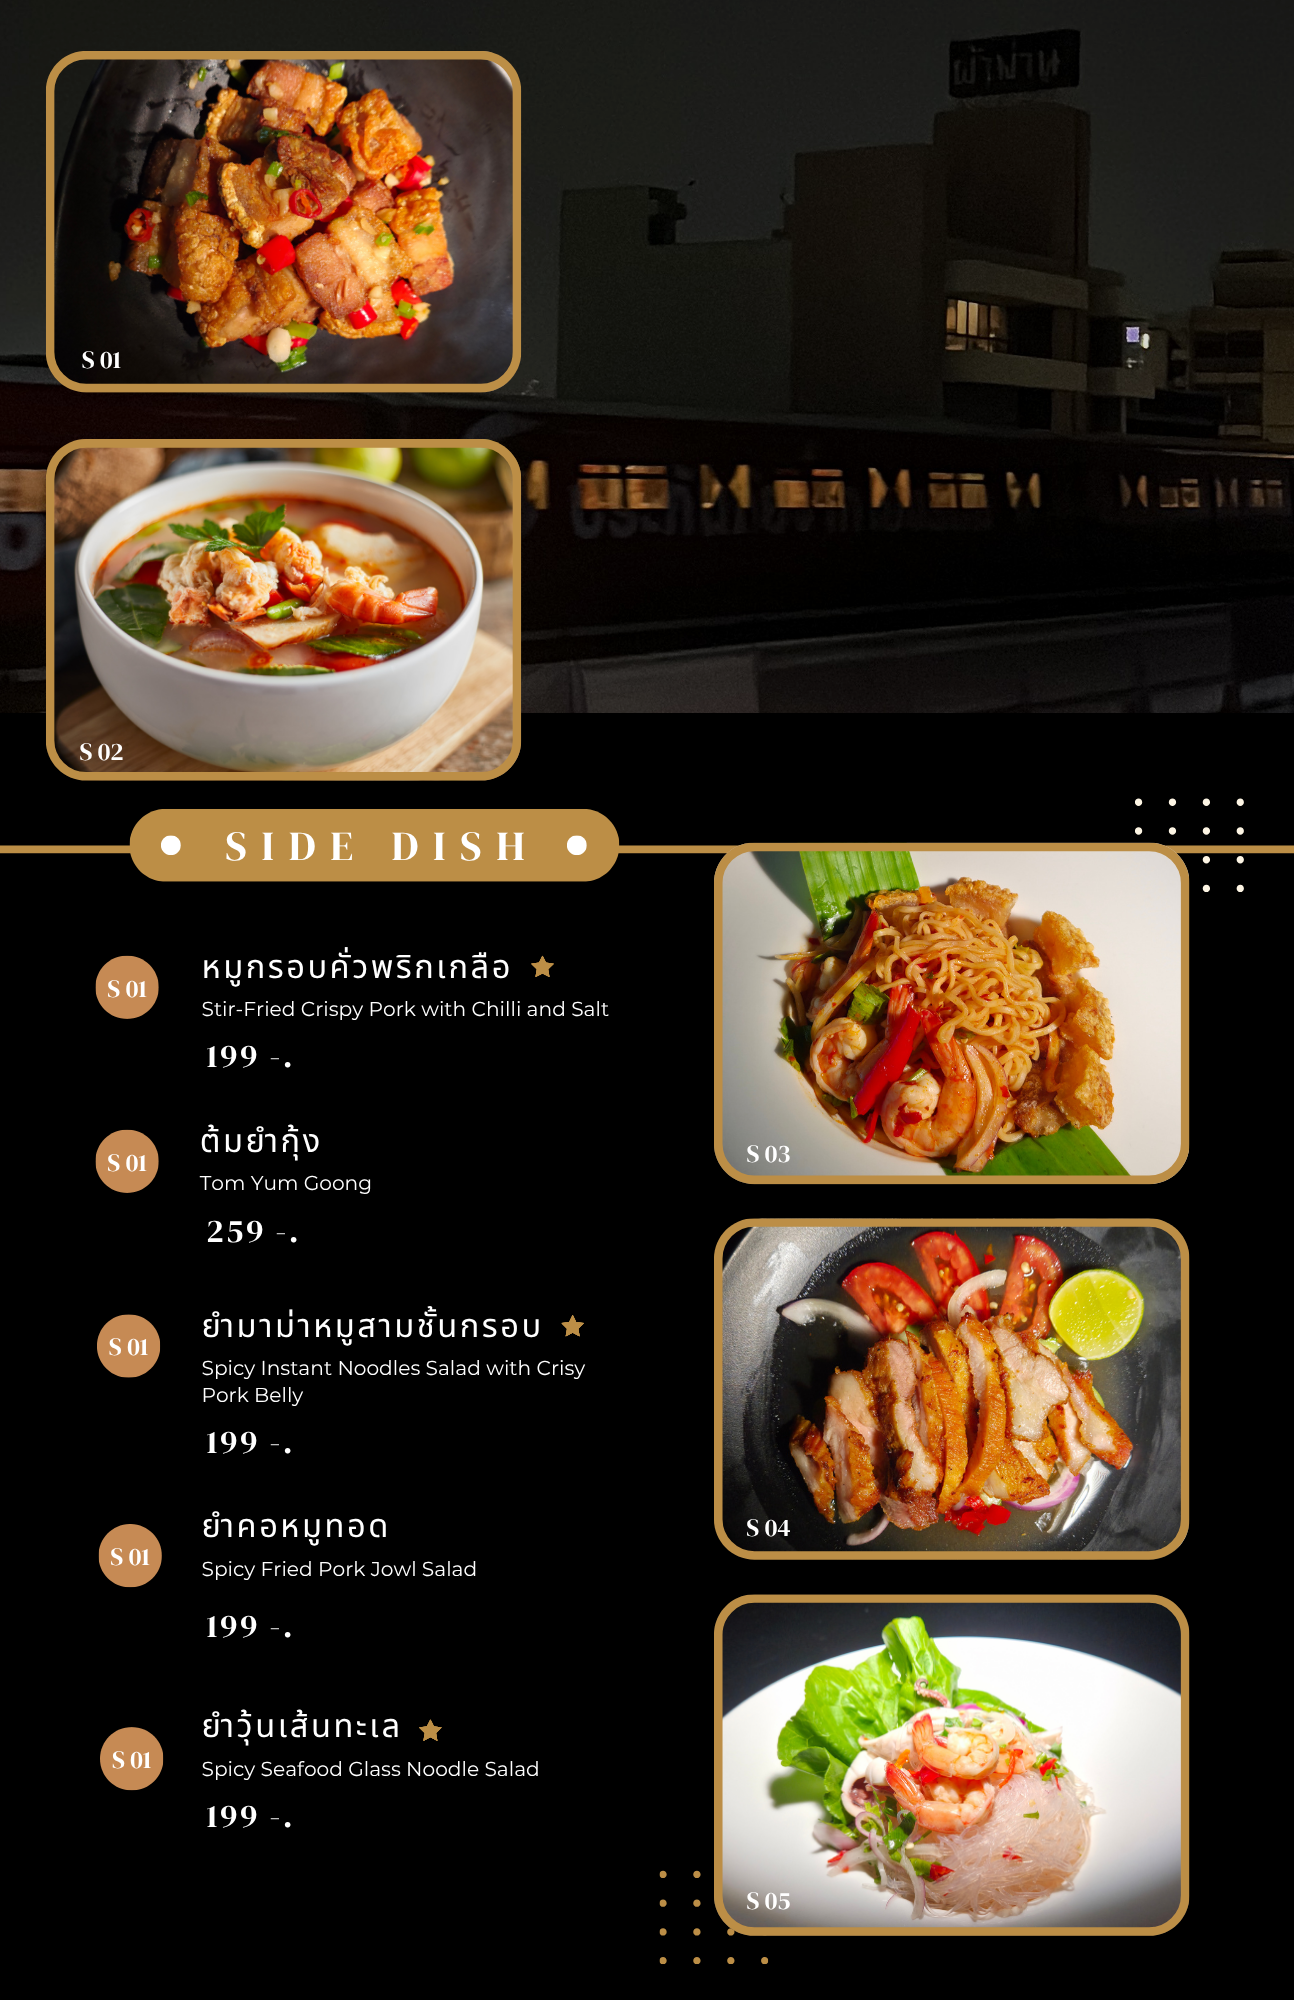 ผ้าม่าน
S 01
S 02
SIDE DISH
S 01
หมูกรอบคั่วพริกเกลือ
Stir-Fried Crispy Pork with Chilli and Salt
199 -.
S 01
ต้มยำกุ้ง
Tom Yum Goong
259 -.
S 01
ยำมาม่าหมูสามชั้นกรอบ
Spicy Instant Noodles Salad with Crisy
Pork Belly
199 -.
S 01
ยำคอหมูทอด
Spicy Fried Pork Jowl Salad
199 -.
S 01
ยำวุ้นเส้นทะเล
Spicy Seafood Glass Noodle Salad
199 -.
S 03
S 04
S 05